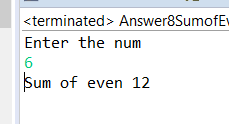 <terminated> Answer8SumofEv
Enter the num
6
Sum of even 12